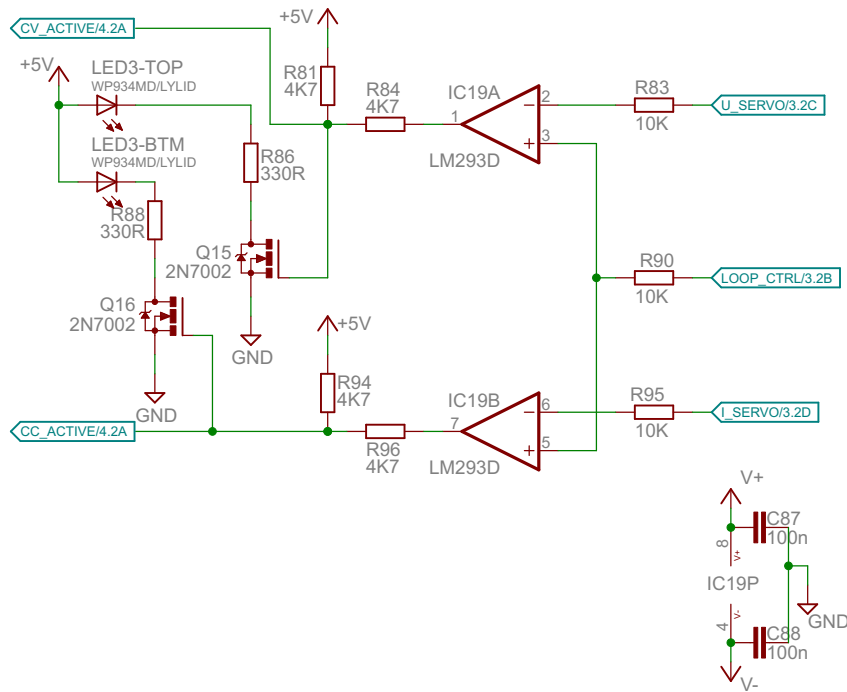 CV_ACTIVE/4.2A
+5V
+5V
LED3-TOP
WP934MD/LYLID
R81
4K7
R84
4K7
IC19A
1
2
3
LM293D
R83
10K
U_SERVO/3.2C
LED3-BTM
WP934MD/LYLID
R86
330R
R88
330R
Q15
2N7002
R90
10K
LOOP_CTRL/3.2B
Q16
2N7002
GND
+5V
GND
R94
4K7
IC19B
7
6
5
LM293D
R95
10K
I_SERVO/3.2D
CC_ACTIVE/4.2A
R96
4K7
V+
C87
100n
8
V+
IC19P
GND
4
V-
C88
100n
V-